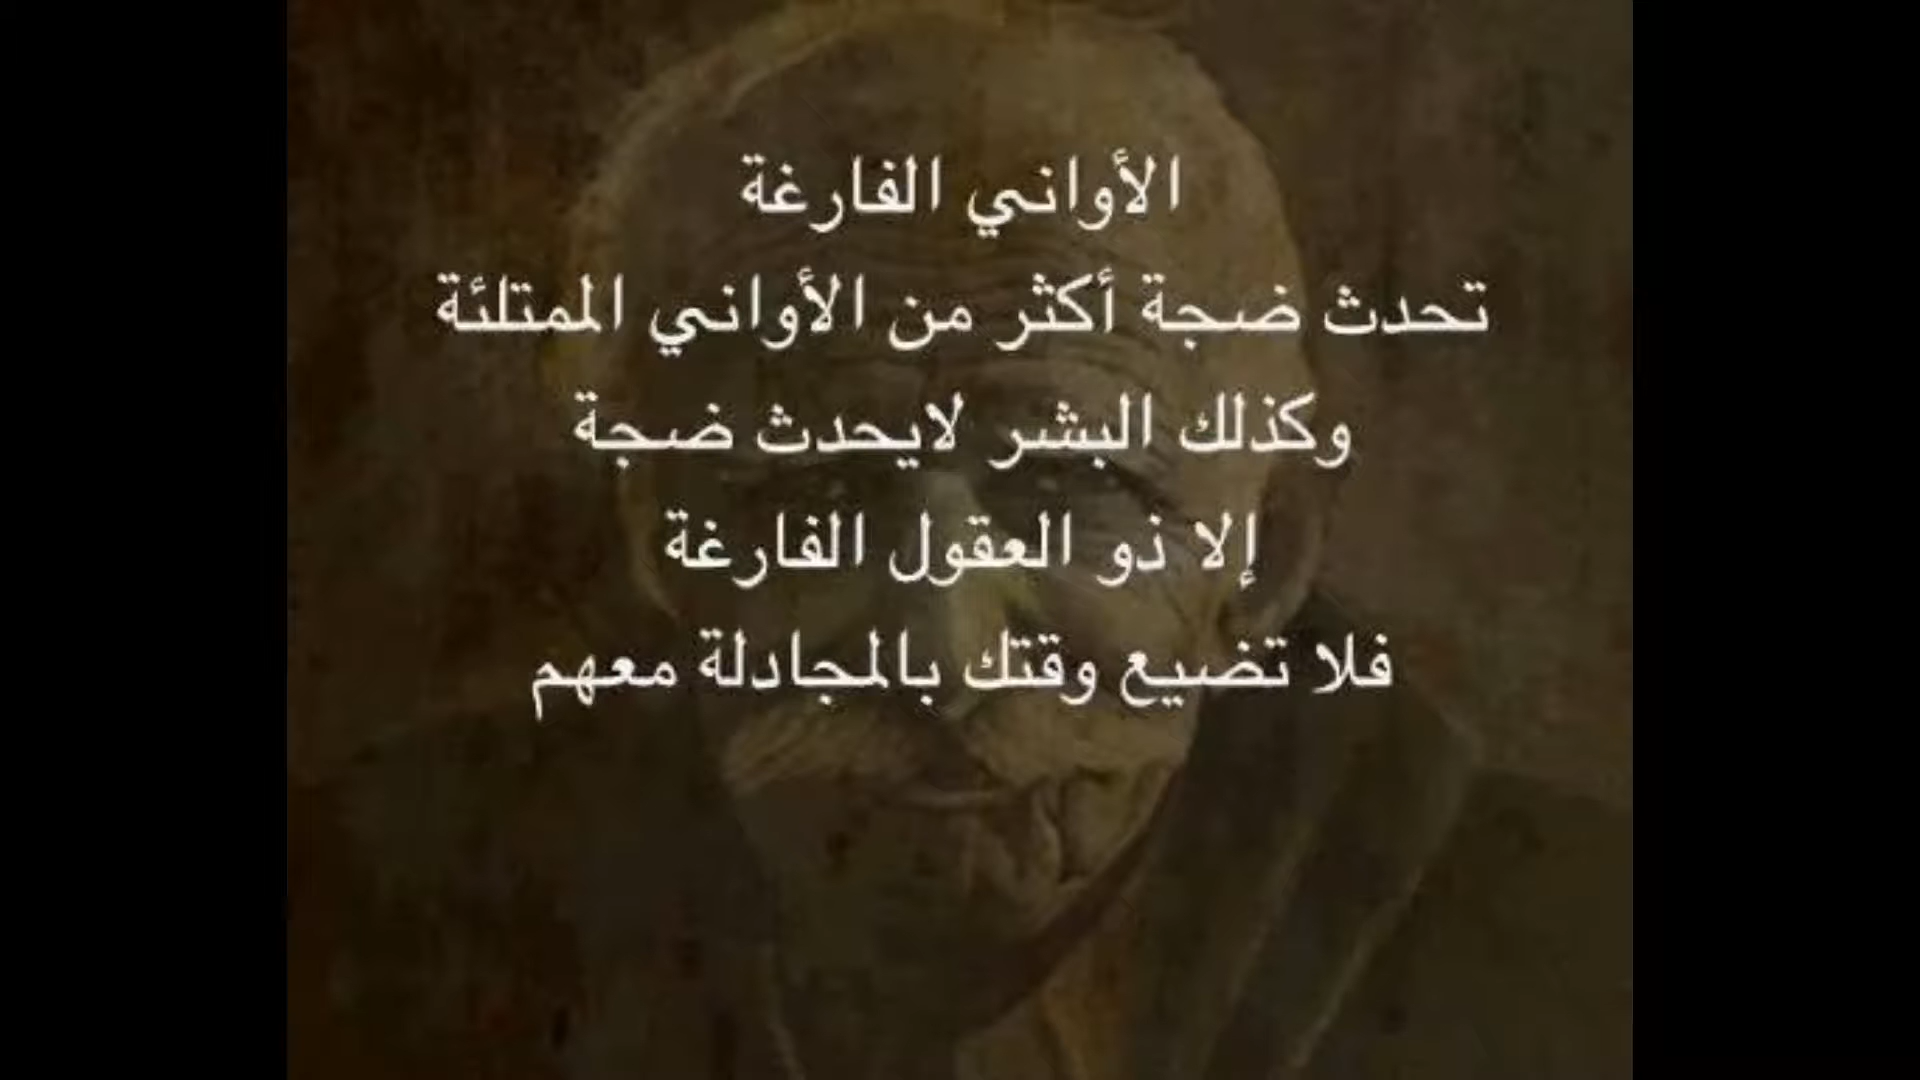 الأواني الفارغة
تحدث ضجة أكثر من الأواني الممتلئة
وكذلك البشر لايحدث ضجة
إلا ذو العقول الفارغة
فلا تضيع وقتك بالمجادلة معهم